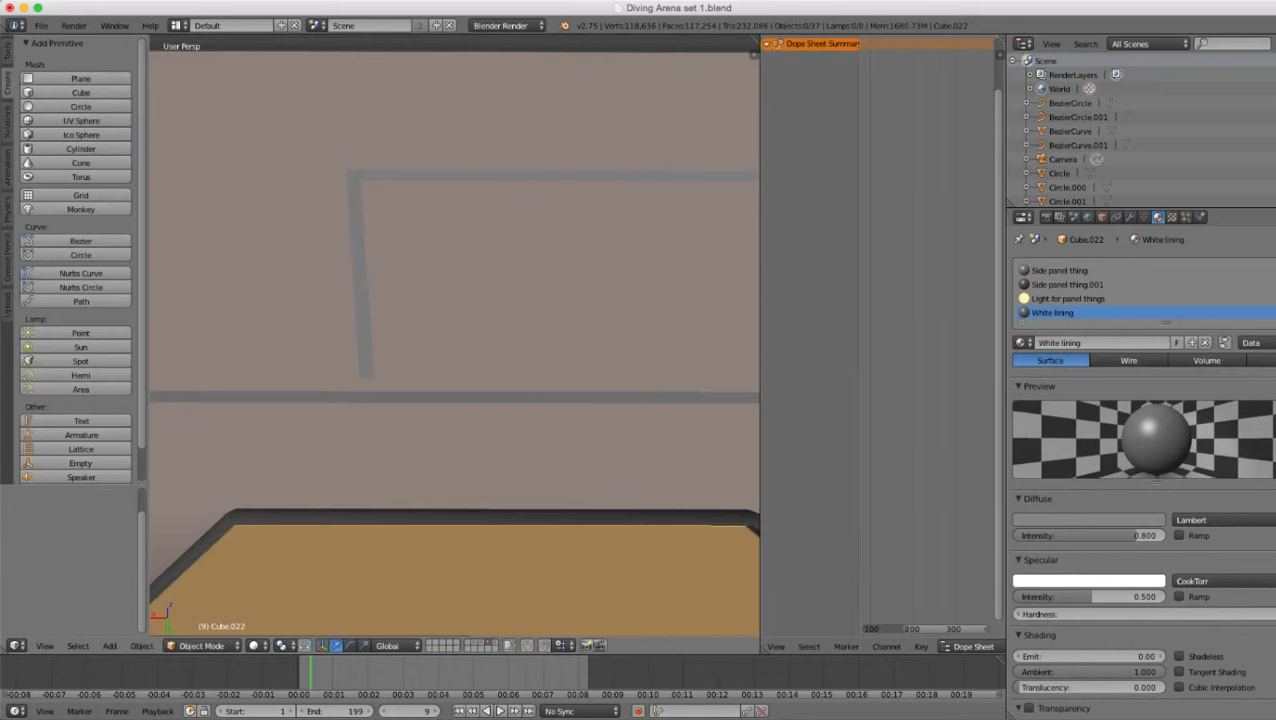 Diving Arena set 1.blend
File Render Window Help Default Scene 2 Blender Render v2.75 | Verts:118,636 | Faces:117,254 | Tris:232,086 | Objects:0/37 | Lamps:0/0 | Mem:1680.73M | Cube.022
Add Primitive
Mesh:
Plane
Cube
Circle
UV Sphere
Ico Sphere
Cylinder
Cone
Torus
Grid
Monkey
Curve:
Bezier
Circle
Nurbs Curve
Nurbs Circle
Path
Lamp:
Point
Sun
Spot
Hemi
Area
Other:
Text
Armature
Lattice
Empty
Speaker
Tools
Create
Relations
Animation
Physics
Grease Pencil
Upload
User Persp
(9) Cube.022
View Select Add Object Object Mode Global
Dope Sheet Summar
100 200 300
View Select Marker Channel Key Dope Sheet
View Search All Scenes
Scene
RenderLayers
World
BezierCircle
BezierCircle.001
BezierCurve
BezierCurve.001
Camera
Circle
Circle.000
Circle.001
Cube.022 White lining
Side panel thing
Side panel thing.001
Light for panel things
White lining
White lining F Data
Surface Wire Volume
Preview
Diffuse
Lambert
Intensity: 0.800 Ramp
Specular
CookTorr
Intensity: 0.500 Ramp
Hardness:
Shading
Emit: 0.00 Shadeless
Ambient: 1.000 Tangent Shading
Translucency: 0.000 Cubic Interpolation
Transparency
-00:08 -00:07 -00:06 -00:05 -00:04 -00:03 -00:02 -00:01 00:00 00:01 00:02 00:03 00:04 00:05 00:06 00:07 00:08 00:09 00:10 00:11 00:12 00:13 00:14 00:15 00:16 00:17 00:18 00:19
View Marker Frame Playback Start: 1 End: 199 9 No Sync